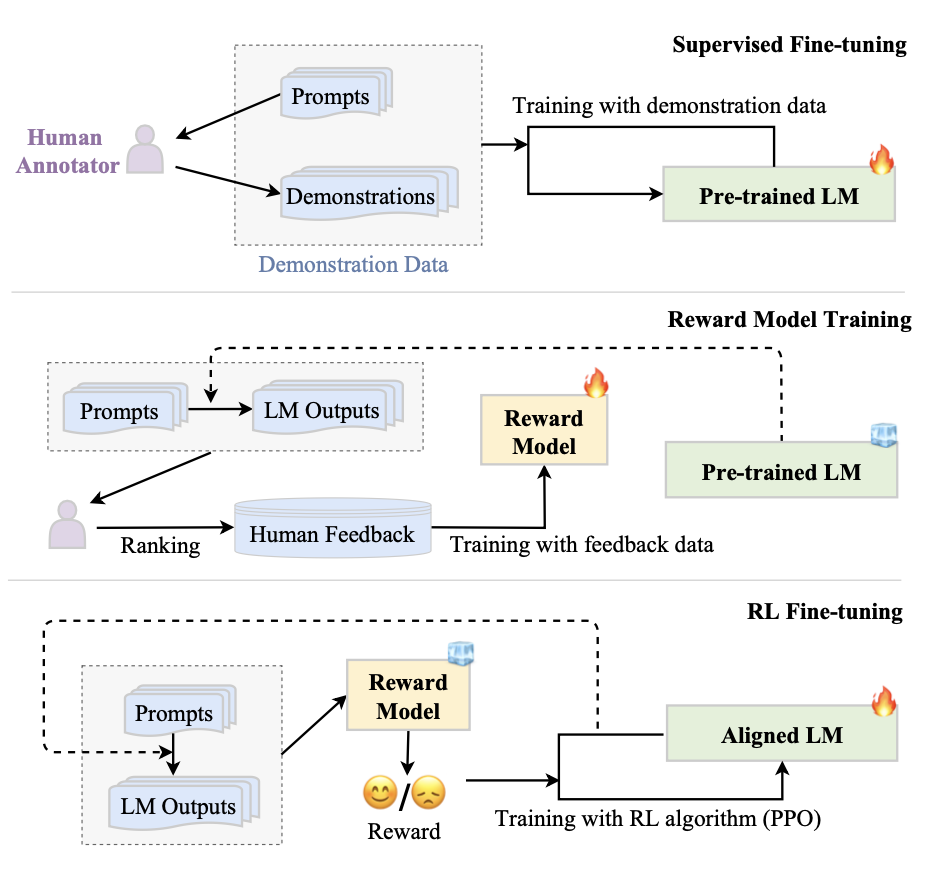 Supervised Fine-tuning
Prompts
Training with demonstration data
Human
Annotator
Demonstrations
Pre-trained LM
Demonstration Data
Reward Model Training
Prompts
LM Outputs
Reward
Model
Pre-trained LM
Human Feedback
Ranking
Training with feedback data
RL Fine-tuning
Prompts
Reward
Model
Aligned LM
LM Outputs
/
Reward
Training with RL algorithm (PPO)